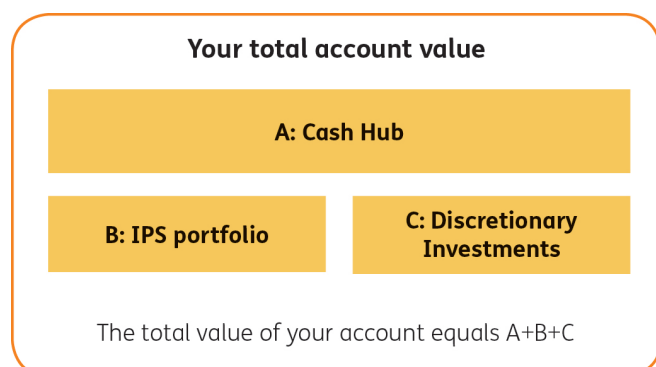 Your total account value
A: Cash Hub
B: IPS portfolio
C: Discretionary
Investments
The total value of your account equals A+B+C